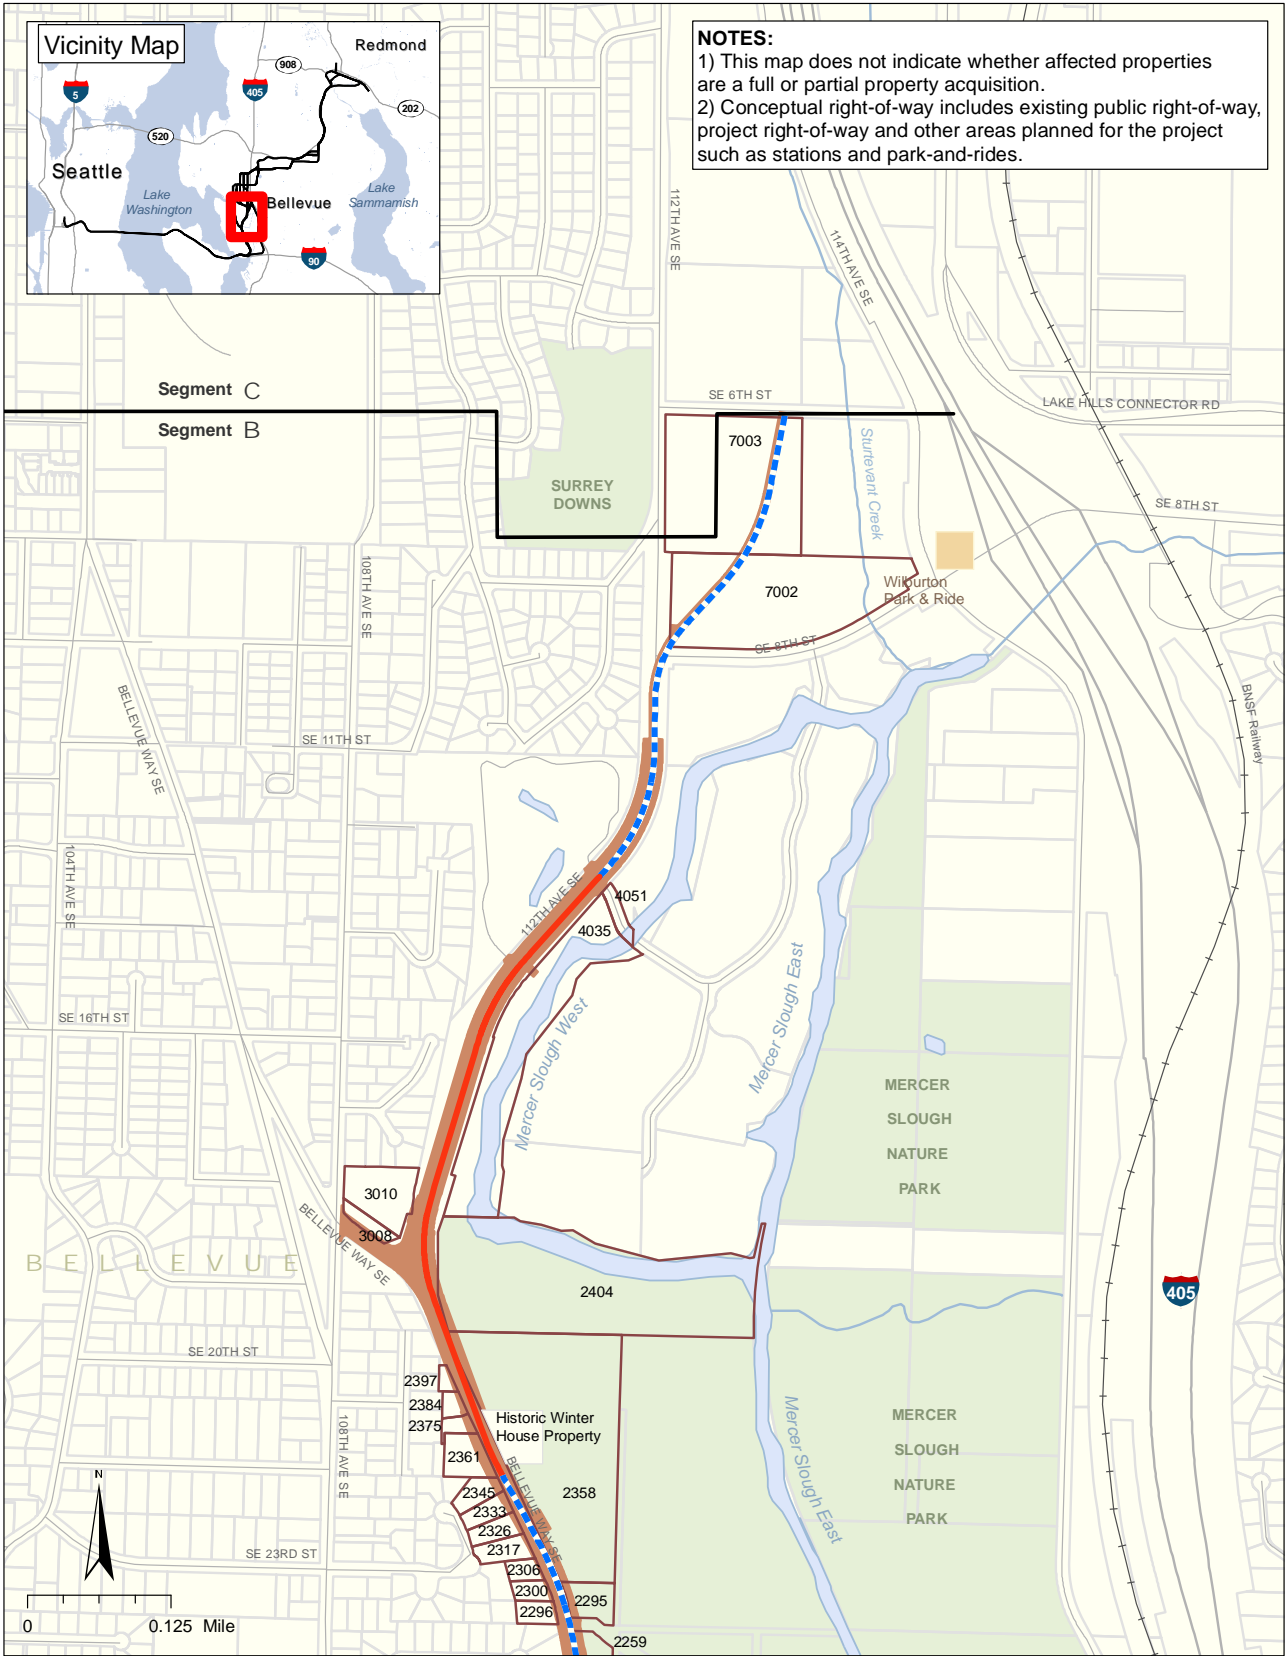 Vicinity Map
Redmond
908
5
405
202
520
Seattle
Lake
Washington
Bellevue
Lake
Sammamish
90
NOTES:
1) This map does not indicate whether affected properties
are a full or partial property acquisition.
2) Conceptual right-of-way includes existing public right-of-way,
project right-of-way and other areas planned for the project
such as stations and park-and-rides.
112TH AVE SE
114TH AVE SE
Segment C
Segment B
SE 6TH ST
LAKE HILLS CONNECTOR RD
7003
Sturtevant Creek
SURREY
DOWNS
SE 8TH ST
108TH AVE SE
7002
Wilburton
Park & Ride
SE 8TH ST
BELLEVUE WAY SE
BNSF Railway
SE 11TH ST
104TH AVE SE
112TH AVE SE
4051
4035
SE 16TH ST
Mercer Slough West
Mercer Slough East
MERCER
SLOUGH
NATURE
PARK
3010
3008
BELLEVUE WAY SE
BELLEVUE
405
2404
SE 20TH ST
2397
2384
2375
2361
Historic Winter
House Property
108TH AVE SE
Mercer Slough East
MERCER
SLOUGH
NATURE
PARK
N
BELLEVUE WAY SE
2358
2345
2333
2326
2317
2306
2300
2296
2295
2259
SE 23RD ST
0
0.125 Mile